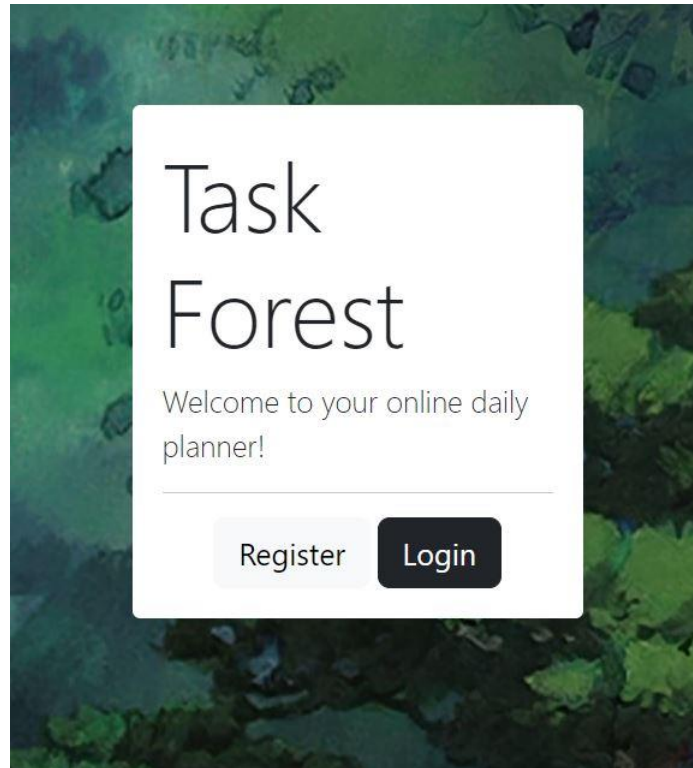 Task
Forest
Welcome to your online daily
planner!
Register
Login